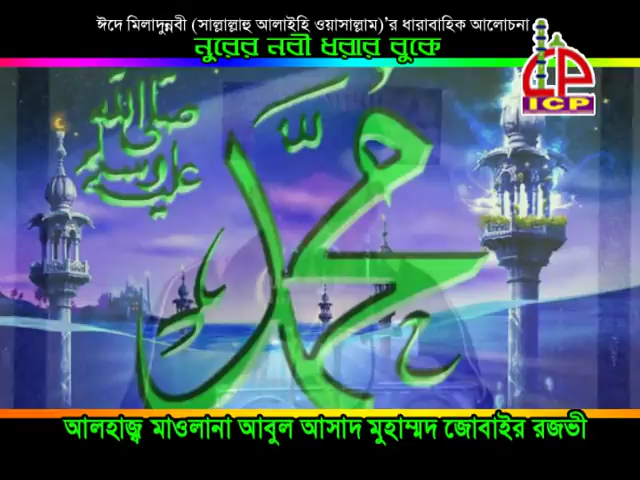 ঈদে মিলাদুন্নবী (সাল্লাল্লাহু আলাইহি ওয়াসাল্লাম)'র ধারাবাহিক আলোচনা
নুরের নবী ধরার বুকে
ICP
صلى الله
عليه وسلم
محمد
আলহাজ্ব মাওলানা আবুল আসাদ মুহাম্মদ জোবাইর রজভী